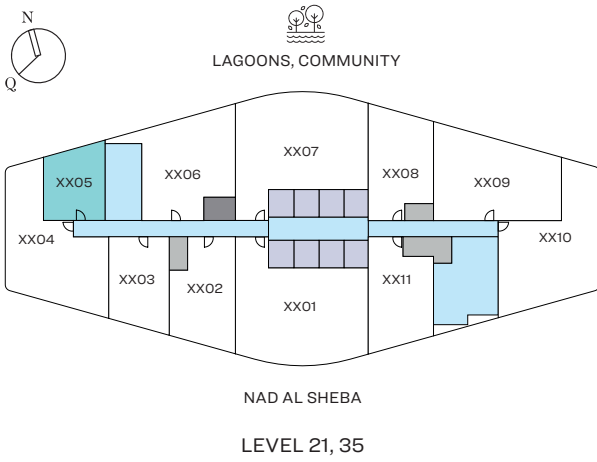 N
Q
LAGOONS, COMMUNITY
XX07
XX06
XX08
XX05
XX09
XX04
XX10
XX03
XX02
XX01
XX11
NAD AL SHEBA
LEVEL 21, 35